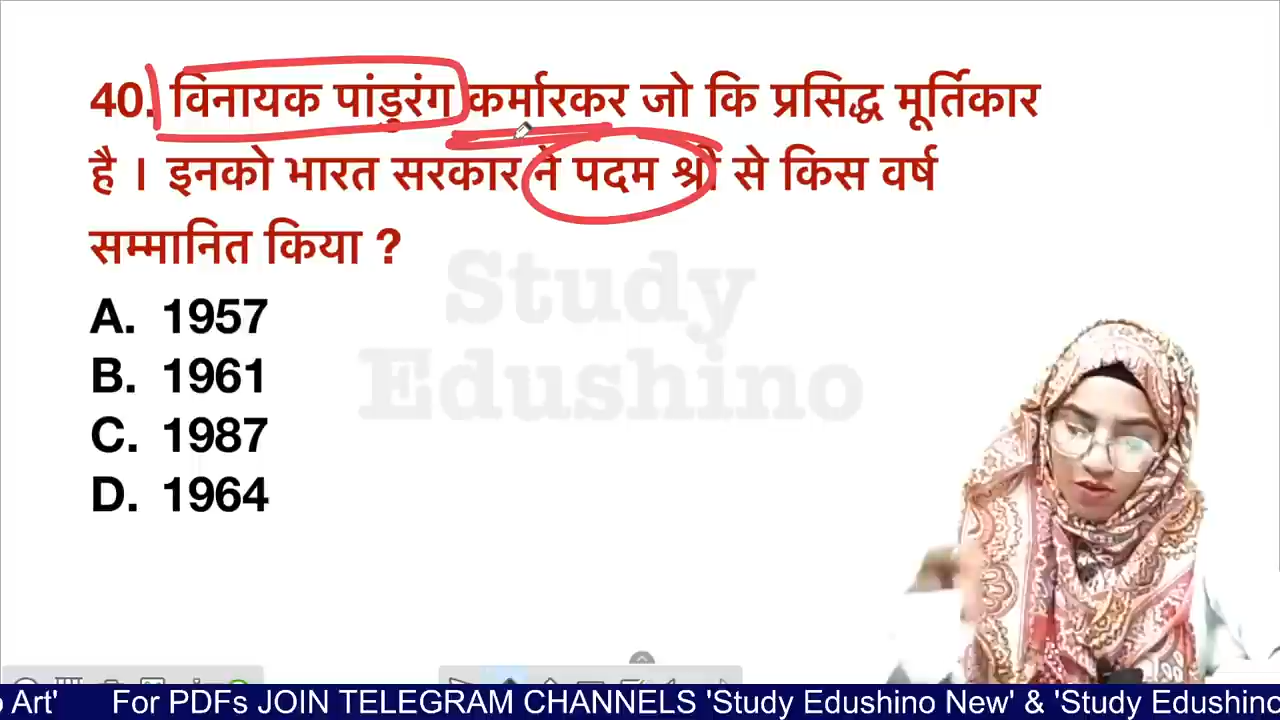 40. विनायक पांडुरंग कर्मारकर जो कि प्रसिद्ध मूर्तिकार
है । इनको भारत सरकार ने पदम श्री से किस वर्ष
सम्मानित किया ?
A. 1957
B. 1961
C. 1987
D. 1964
Study
Edushino
o Art' For PDFs JOIN TELEGRAM CHANNELS 'Study Edushino New' & 'Study Edushino